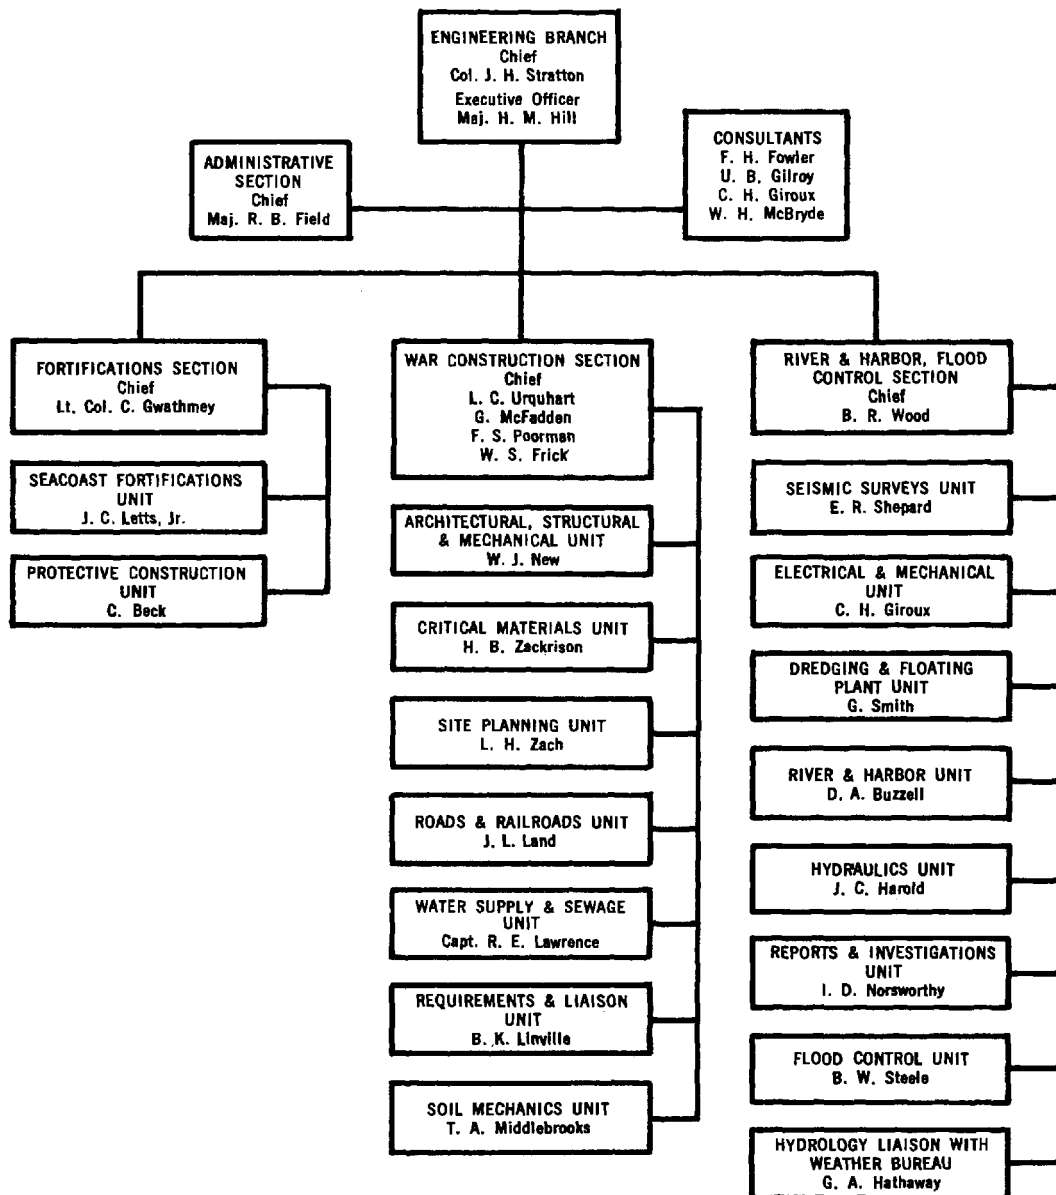 ENGINEERING BRANCH
Chief
Col. J. H. Stratton
Executive Officer
Maj. H. M. Hill
CONSULTANTS
F. H. Fowler
U. B. Gilroy
C. H. Giroux
W. H. McBryde
ADMINISTRATIVE
SECTION
Chief
Maj. R. B. Field
FORTIFICATIONS SECTION
Chief
Lt. Col. C. Gwathmey
SEACOAST FORTIFICATIONS
UNIT
J. C. Letts, Jr.
PROTECTIVE CONSTRUCTION
UNIT
C. Beck
WAR CONSTRUCTION SECTION
Chief
L. C. Urquhart
G. McFadden
F. S. Poorman
W. S. Frick
ARCHITECTURAL, STRUCTURAL
& MECHANICAL UNIT
W. J. New
CRITICAL MATERIALS UNIT
H. B. Zackrison
SITE PLANNING UNIT
L. H. Zach
ROADS & RAILROADS UNIT
J. L. Land
WATER SUPPLY & SEWAGE
UNIT
Capt. R. E. Lawrence
REQUIREMENTS & LIAISON
UNIT
B. K. Linville
SOIL MECHANICS UNIT
T. A. Middlebrooks
RIVER & HARBOR, FLOOD
CONTROL SECTION
Chief
B. R. Wood
SEISMIC SURVEYS UNIT
E. R. Shepard
ELECTRICAL & MECHANICAL
UNIT
C. H. Giroux
DREDGING & FLOATING
PLANT UNIT
G. Smith
RIVER & HARBOR UNIT
D. A. Buzzell
HYDRAULICS UNIT
J. C. Harold
REPORTS & INVESTIGATIONS
UNIT
I. D. Norsworthy
FLOOD CONTROL UNIT
B. W. Steele
HYDROLOGY LIAISON WITH
WEATHER BUREAU
G. A. Hathaway